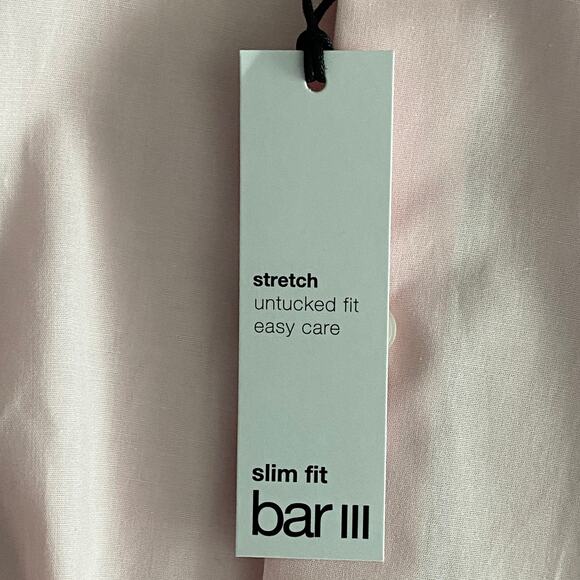 stretch
untucked fit
easy care
slim fit
bar III